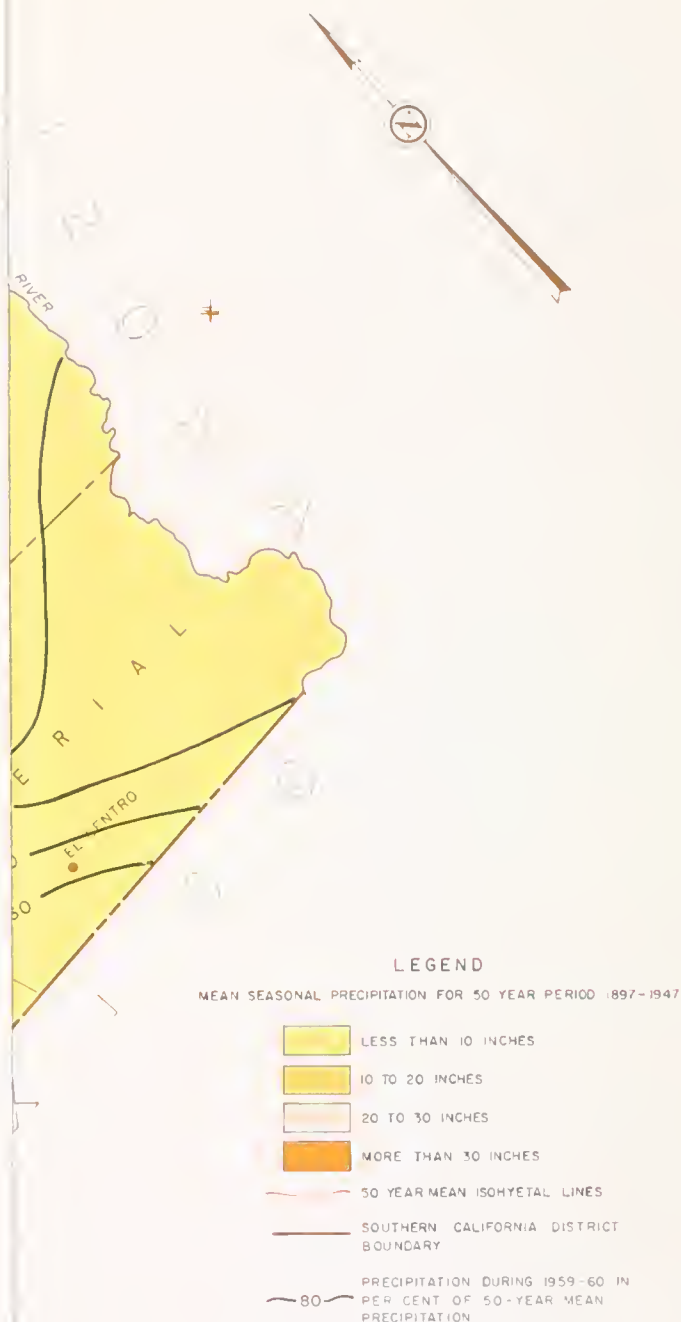 RIVER
E R I A L
EL CENTRO
LEGEND
MEAN SEASONAL PRECIPITATION FOR 50 YEAR PERIOD 1897-1947
LESS THAN 10 INCHES
10 TO 20 INCHES
20 TO 30 INCHES
MORE THAN 30 INCHES
50 YEAR MEAN ISOHYETAL LINES
SOUTHERN CALIFORNIA DISTRICT
BOUNDARY
80
PRECIPITATION DURING 1959-60 IN
PER CENT OF 50-YEAR MEAN
PRECIPITATION